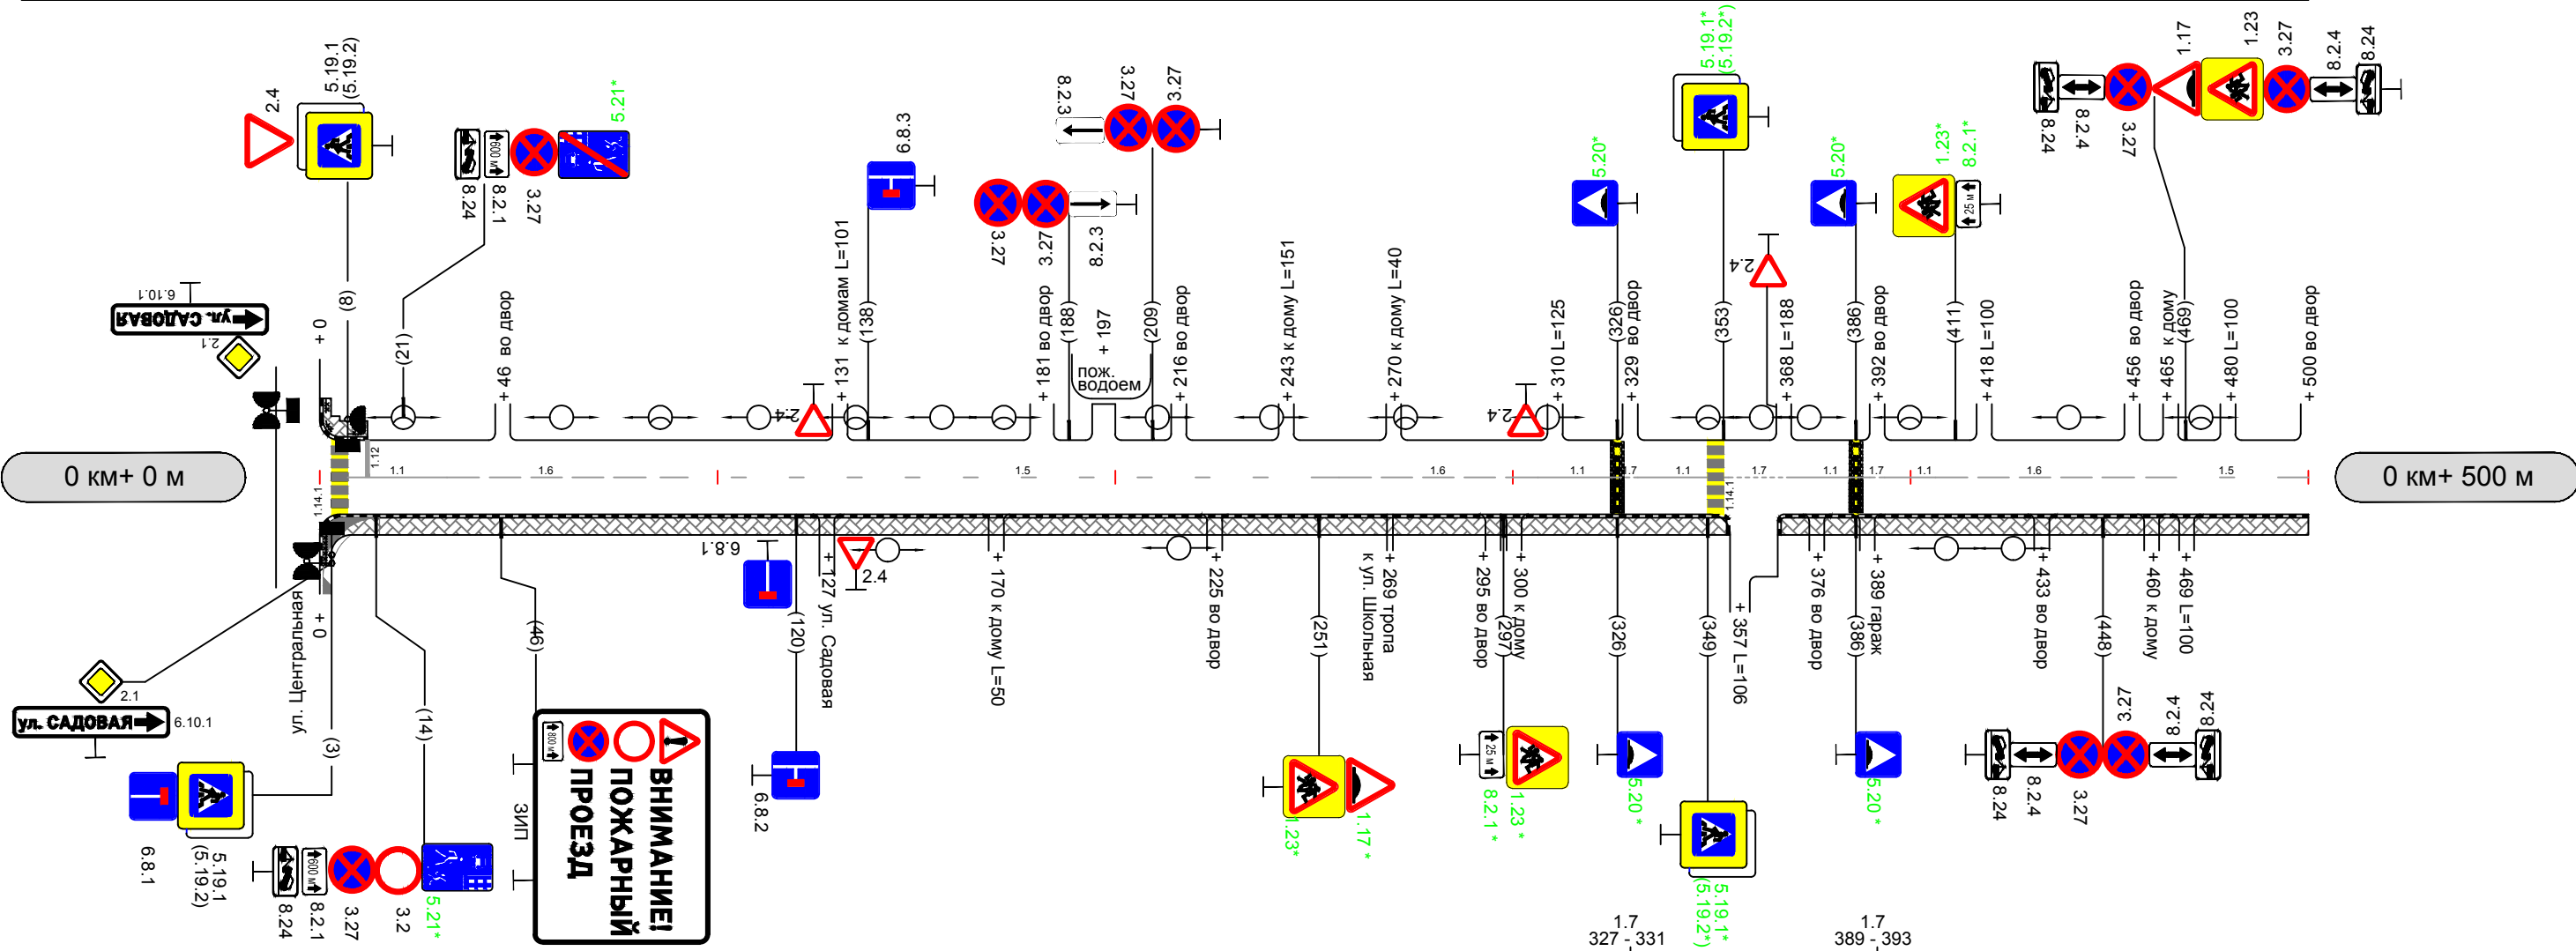 2.4
5.19.1
(5.19.2)
8.24
600 м
8.2.1
3.27
5.21*
6.8.3
8.2.3
3.27
3.27
3.27
3.27
8.2.3
5.20*
5.19.1*
(5.19.2*)
2.4
5.20*
1.23*
8.2.1*
25 м
1.17
1.23
3.27
8.2.4
8.24
8.24
8.2.4
3.27
6.10.1
ул. САДОВАЯ
2.1
+ 0
(8)
(21)
+ 46 во двор
2.4
+ 131 к домам L=101
(138)
+ 181 во двор
(188)
+ 197
пож.
водоем
(209)
+ 216 во двор
+ 243 к дому L=151
+ 270 к дому L=40
2.4
+ 310 L=125
(326)
+ 329 во двор
(353)
+ 368 L=188
(386)
+ 392 во двор
(411)
+ 418 L=100
+ 456 во двор
+ 465 к дому
(469)
+ 480 L=100
+ 500 во двор
0 км+ 0 м
1.14.1
1.12
1.1
1.6
1.5
1.6
1.1
1.7
1.1
1.14.1
1.7
1.1
1.7
1.1
1.6
1.5
0 км+ 500 м
ул. Центральная
+ 0
(3)
(14)
(46)
6.8.1
(120)
+ 127 ул. Садовая
2.4
+ 170 к дому L=50
+ 225 во двор
(251)
+ 269 тропа
к ул. Школьная
+ 295 во двор
(297)
+ 300 к дому
(326)
(349)
+ 357 L=106
+ 376 во двор
(386)
+ 389 гараж
+ 433 во двор
(448)
+ 460 к дому
+ 469 L=100
2.1
ул. САДОВАЯ
6.10.1
6.8.1
5.19.1
(5.19.2)
8.24
600 м
8.2.1
3.27
3.2
5.21*
ЗИП
ВНИМАНИЕ!
ПОЖАРНЫЙ
ПРОЕЗД
800 м
6.8.2
1.23*
1.17 *
25 м
8.2.1 *
1.23 *
5.20 *
5.19.1*
(5.19.2*)
5.20 *
8.24
8.2.4
3.27
3.27
8.2.4
8.24
1.7
327 - 331
1.7
389 - 393